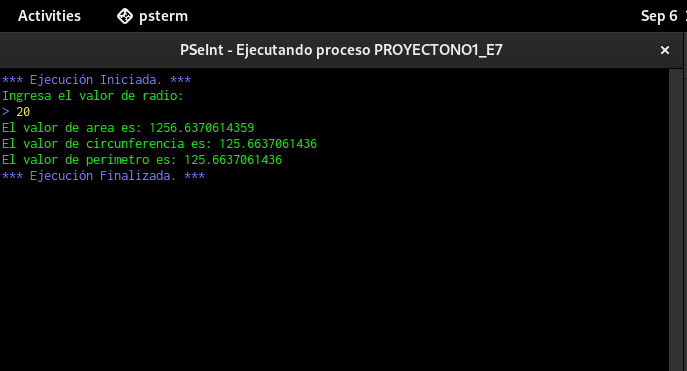 Activities psterm Sep 6
PSeInt - Ejecutando proceso PROYECTONO1_E7 ×
*** Ejecución Iniciada. ***
Ingresa el valor de radio:
> 20
El valor de area es: 1256.6370614359
El valor de circunferencia es: 125.6637061436
El valor de perimetro es: 125.6637061436
*** Ejecución Finalizada. ***